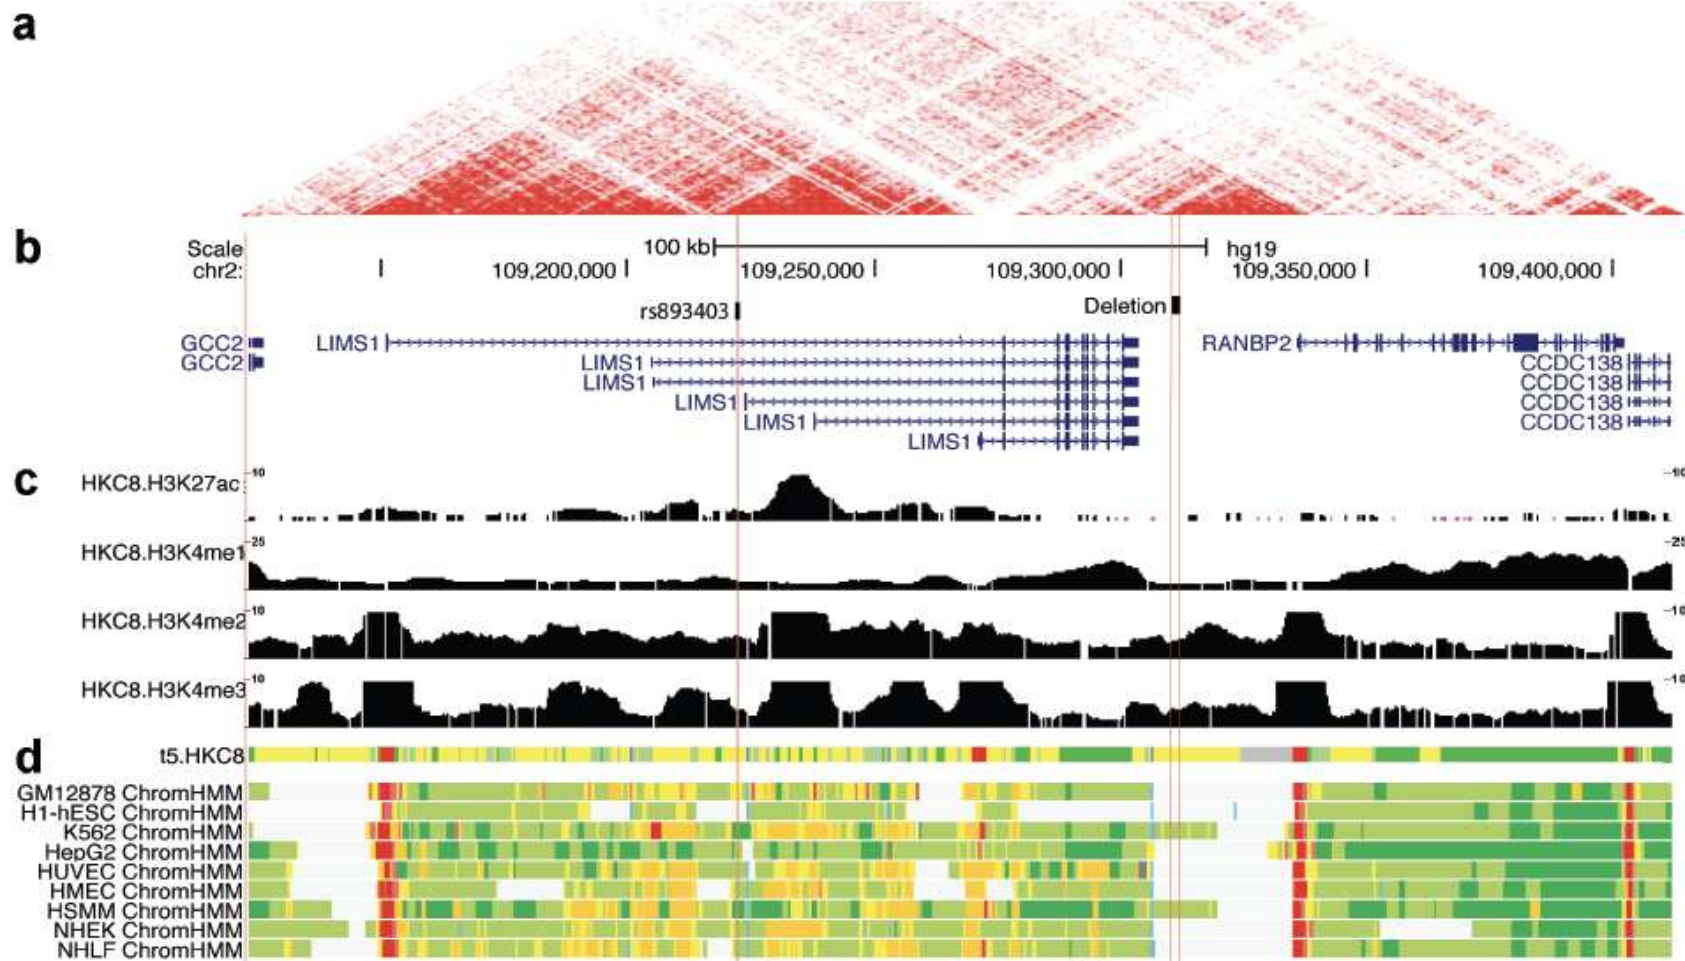 a
b
Scale 100 kb hg19
chr2: 109,200,000 109,250,000 109,300,000 109,350,000 109,400,000
rs893403 Deletion
GCC2 LIMS1 RANBP2
GCC2 LIMS1 CCDC138
LIMS1 CCDC138
LIMS1 CCDC138
LIMS1 CCDC138
LIMS1
c
HKC8.H3K27ac
HKC8.H3K4me1 25
HKC8.H3K4me2 10
HKC8.H3K4me3 10
d
t5.HKC8
GM12878 ChromHMM
H1-hESC ChromHMM
K562 ChromHMM
HepG2 ChromHMM
HUVEC ChromHMM
HMEC ChromHMM
HSMM ChromHMM
NHEK ChromHMM
NHLF ChromHMM